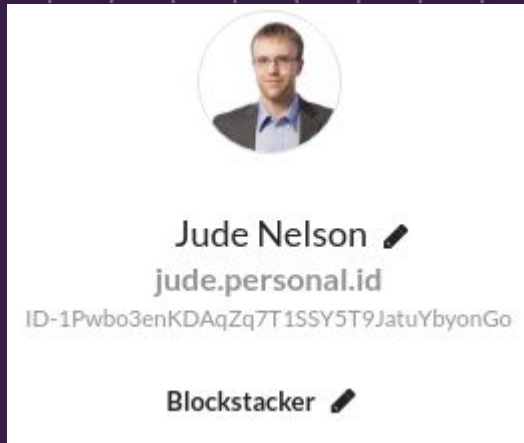 Jude Nelson
jude.personal.id
ID-1Pwbo3enKDAqZq7T1SSY5T9JatuYbyonGo
Blockstacker